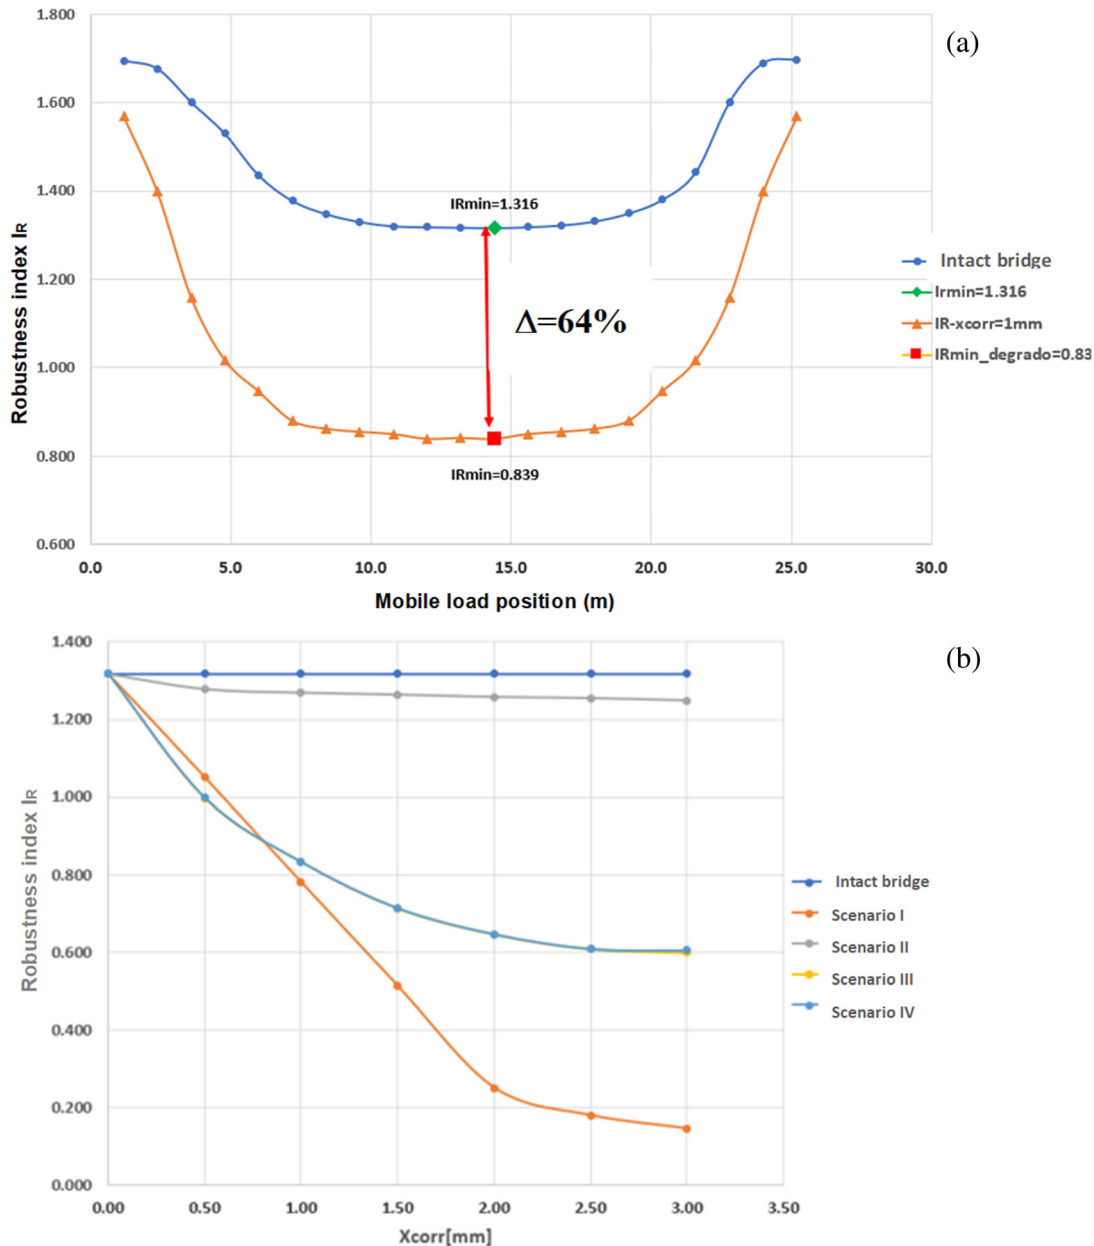 (a)
1.800
1.600
1.400
1.200
1.000
0.800
0.600
Robustness index IR
IRmin=1.316
Δ=64%
IRmin=0.839
Intact bridge
Irmin=1.316
IR-xcorr=1mm
IRmin_degrado=0.83
0.0 5.0 10.0 15.0 20.0 25.0 30.0
Mobile load position (m)
(b)
1.400
1.200
1.000
0.800
0.600
0.400
0.200
0.000
Robustness index IR
Intact bridge
Scenario I
Scenario II
Scenario III
Scenario IV
0.00 0.50 1.00 1.50 2.00 2.50 3.00 3.50
Xcorr[mm]